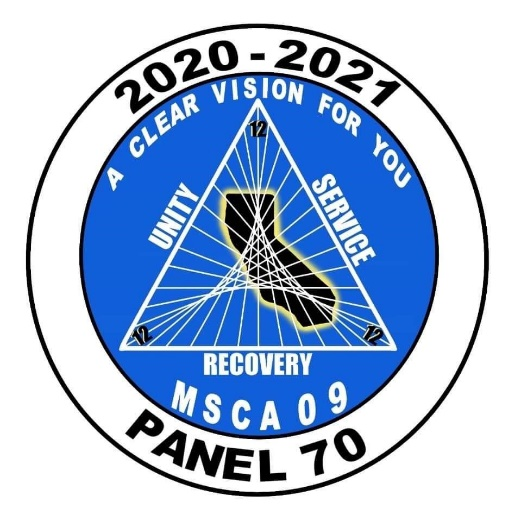 2020 - 2021
A CLEAR VISION FOR YOU
12
UNITY
SERVICE
12
12
RECOVERY
MSCA 09
PANEL 70